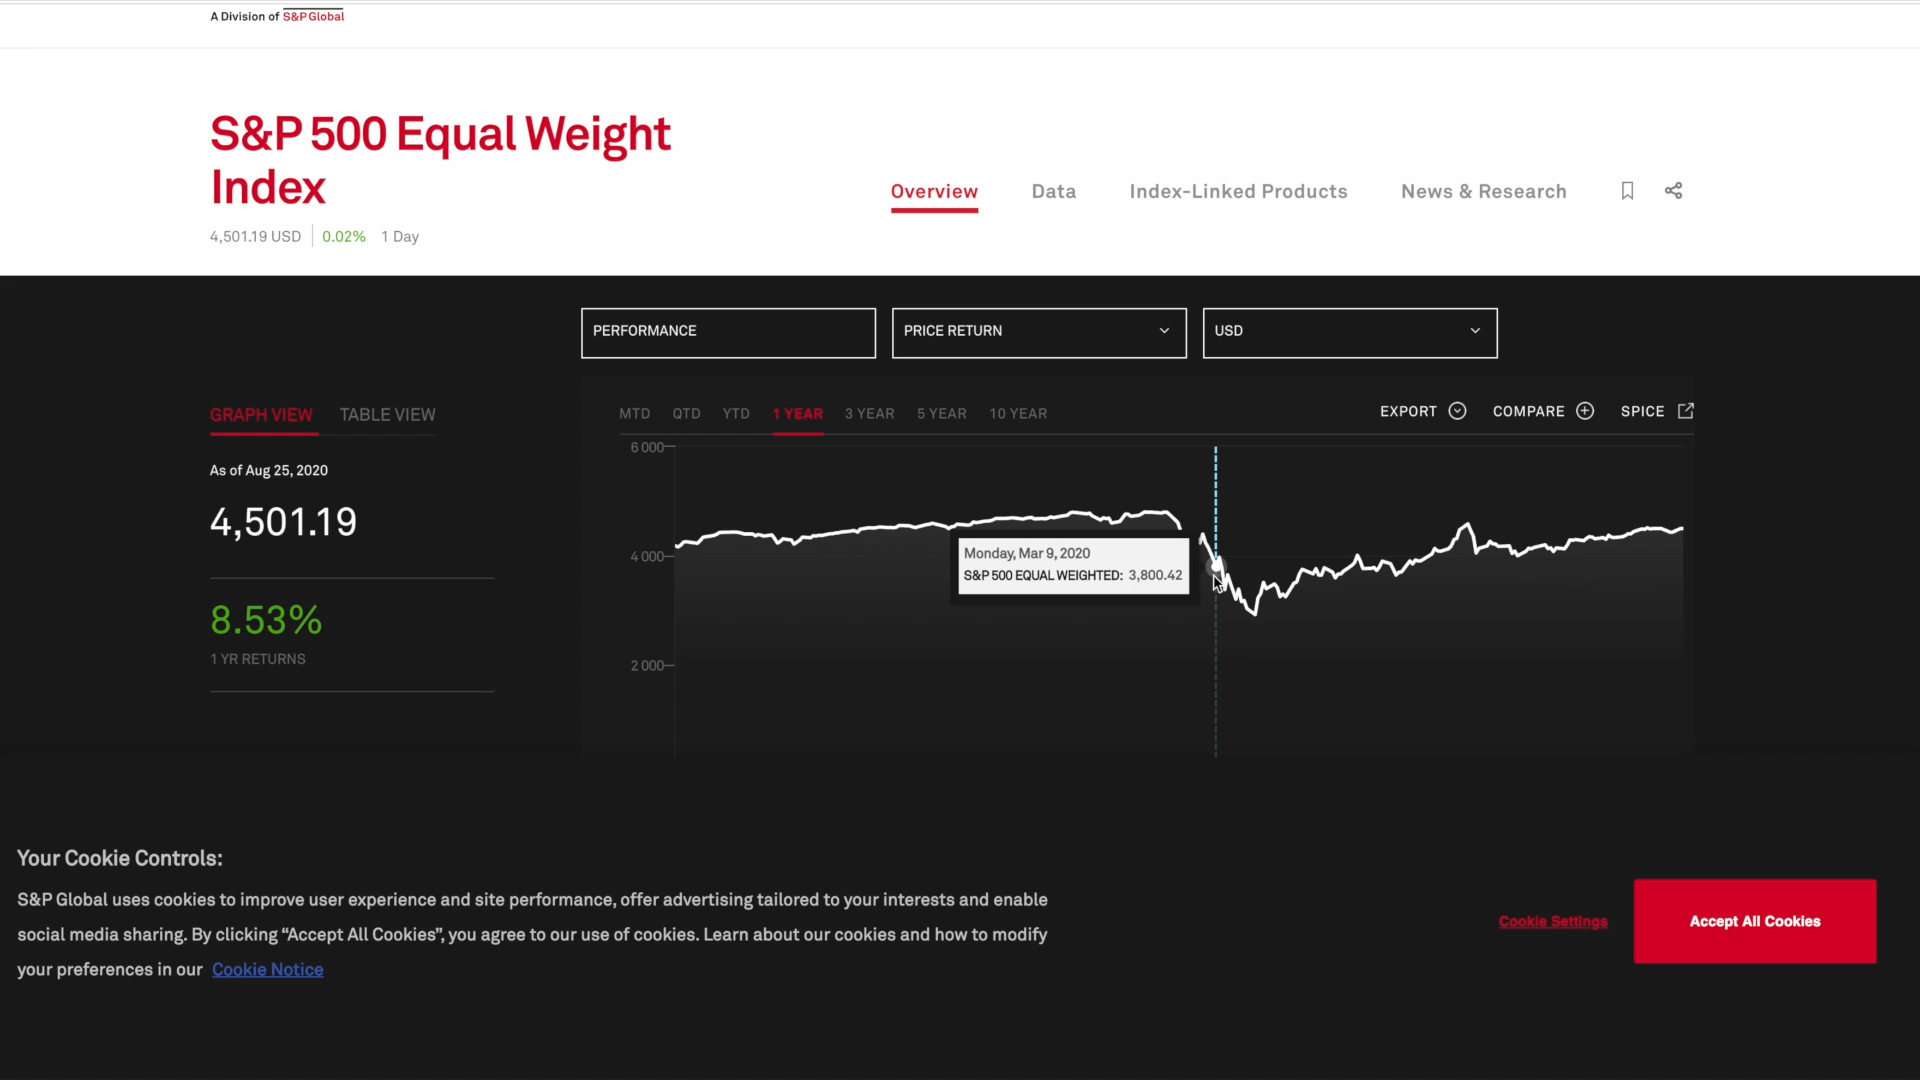 A Division of S&P Global
S&P 500 Equal Weight
Index
4,501.19 USD 0.02% 1 Day
Overview Data Index-Linked Products News & Research
PERFORMANCE PRICE RETURN USD
GRAPH VIEW TABLE VIEW
MTD QTD YTD 1 YEAR 3 YEAR 5 YEAR 10 YEAR
EXPORT COMPARE SPICE
As of Aug 25, 2020
4,501.19
8.53%
1 YR RETURNS
6 000
4 000
2 000
Monday, Mar 9, 2020
S&P 500 EQUAL WEIGHTED: 3,800.42
Your Cookie Controls:
S&P Global uses cookies to improve user experience and site performance, offer advertising tailored to your interests and enable
social media sharing. By clicking “Accept All Cookies”, you agree to our use of cookies. Learn about our cookies and how to modify
your preferences in our Cookie Notice
Cookie Settings
Accept All Cookies